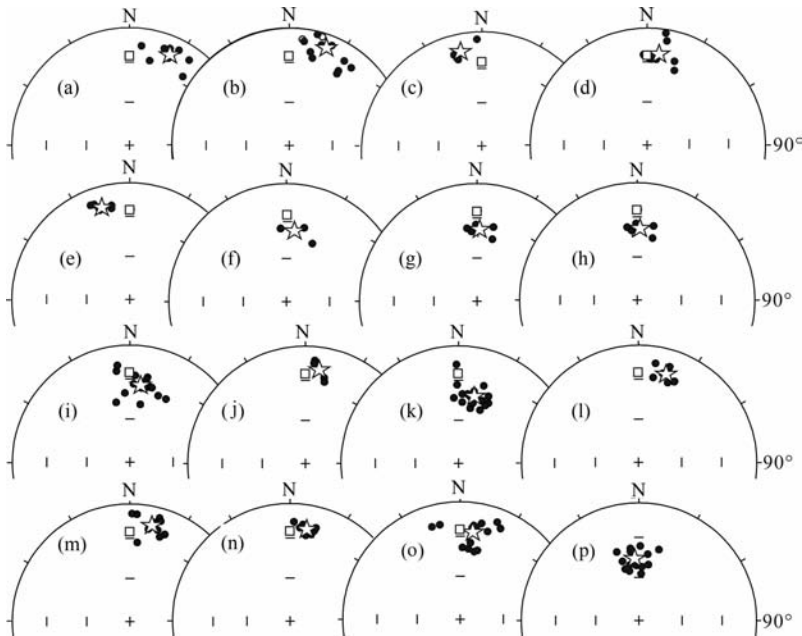 N N N N
(a) (b) (c) (d) 90°
N N N N
(e) (f) (g) (h) 90°
N N N N
(i) (j) (k) (l) 90°
N N N N
(m) (n) (o) (p) 90°